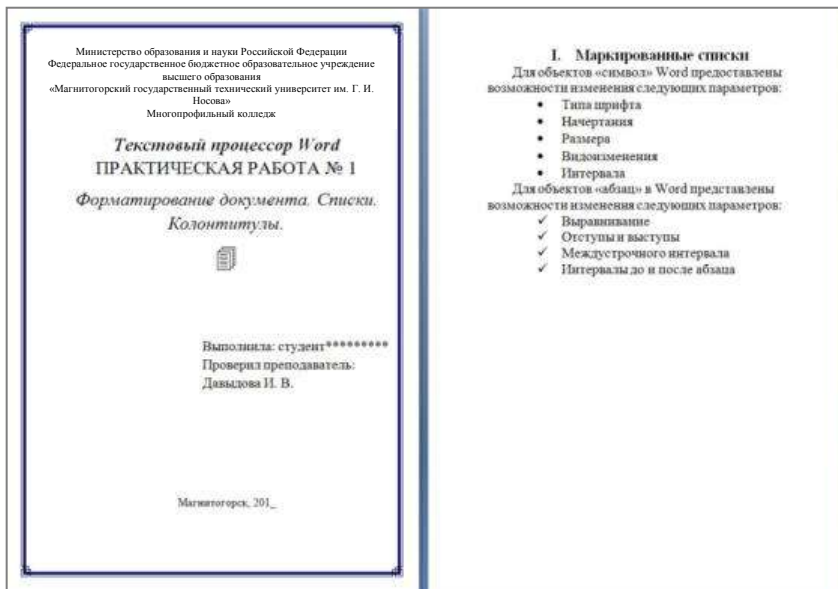 Министерство образования и науки Российской Федерации
Федеральное государственное бюджетное образовательное учреждение
высшего образования
«Магнитогорский государственный технический университет им. Г. И.
Носова»
Многопрофильный колледж
Текстовый процессор Word
ПРАКТИЧЕСКАЯ РАБОТА № 1
Форматирование документа. Списки.
Колонтитулы.
Выполнила: студент*********
Проверил преподаватель:
Давыдова И. В.
Магнитогорск, 201_
I. Маркированные списки
Для объектов «символ» Word предоставлены
возможности изменения следующих параметров:
• Типа шрифта
• Начертания
• Размера
• Видоизменения
• Интервала
Для объектов «абзац» в Word представлены
возможности изменения следующих параметров:
✓ Выравнивание
✓ Отступы и выступы
✓ Междустрочного интервала
✓ Интервалы до и после абзаца